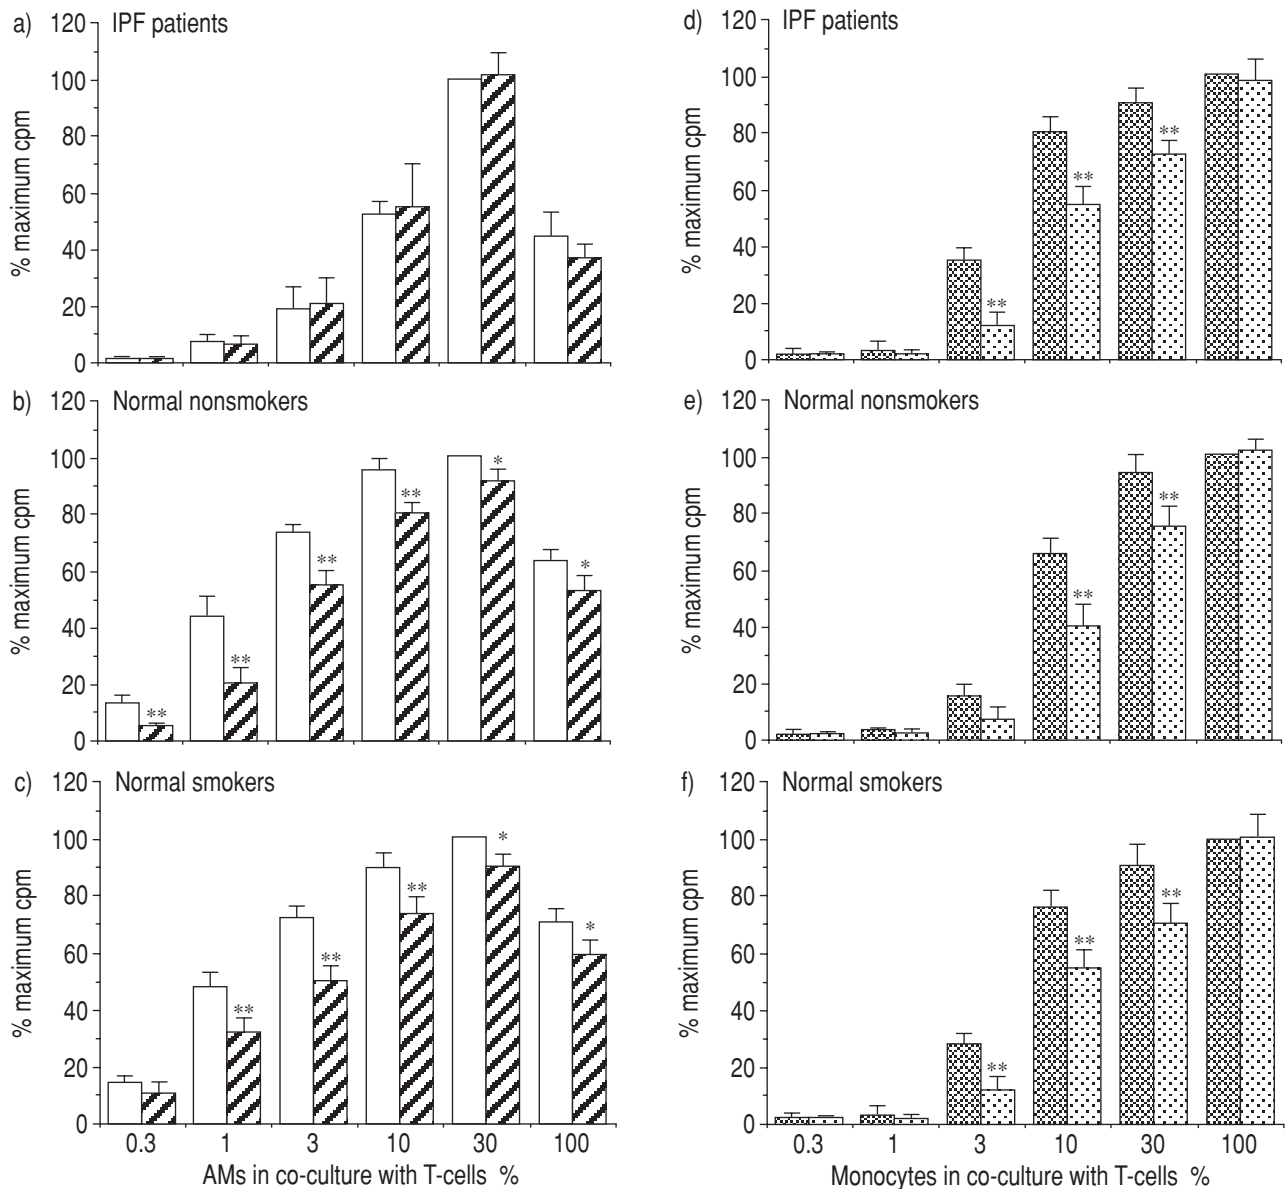 a) IPF patients
120
100
80
60
40
20
0
% maximum cpm
b) Normal nonsmokers
120
100
80
60
40
20
0
% maximum cpm
** ** ** ** * *
c) Normal smokers
120
100
80
60
40
20
0
% maximum cpm
** ** ** * *
0.3 1 3 10 30 100
AMs in co-culture with T-cells %
d) IPF patients
120
100
80
60
40
20
0
% maximum cpm
** ** **
e) Normal nonsmokers
120
100
80
60
40
20
0
% maximum cpm
** **
f) Normal smokers
120
100
80
60
40
20
0
% maximum cpm
** ** **
0.3 1 3 10 30 100
Monocytes in co-culture with T-cells %